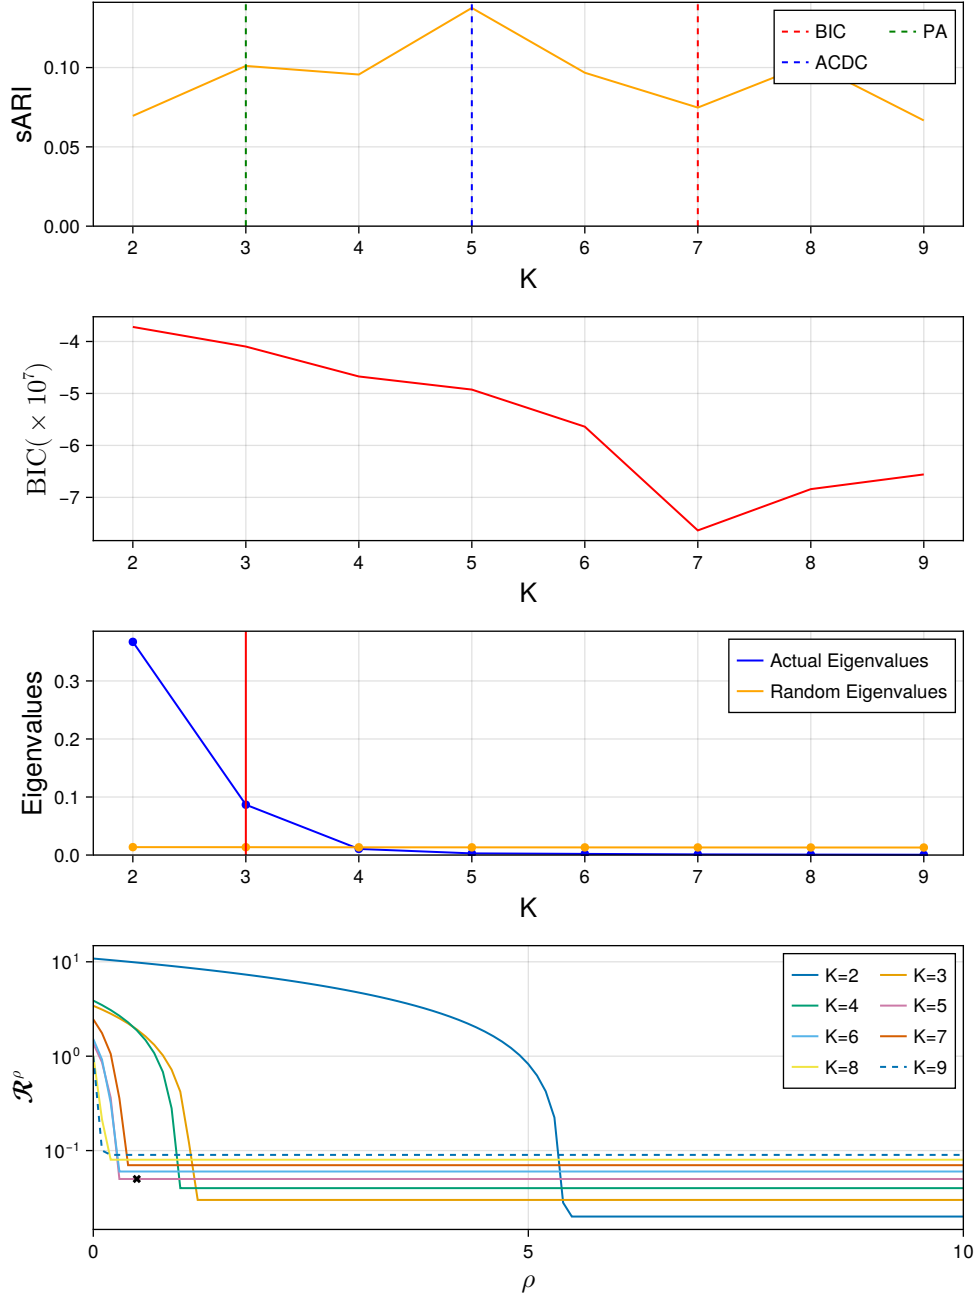 BIC PA
ACDC
0.10
0.05
0.00
sARI
2 3 4 5 6 7 8 9
K
−4
−5
−6
−7
BIC( × 10⁷)
2 3 4 5 6 7 8 9
K
Actual Eigenvalues
Random Eigenvalues
0.3
0.2
0.1
0.0
Eigenvalues
2 3 4 5 6 7 8 9
K
K=2 K=3
K=4 K=5
K=6 K=7
K=8 K=9
10¹
10⁰
10⁻¹
ℛᵖ
0 5 10
ρ